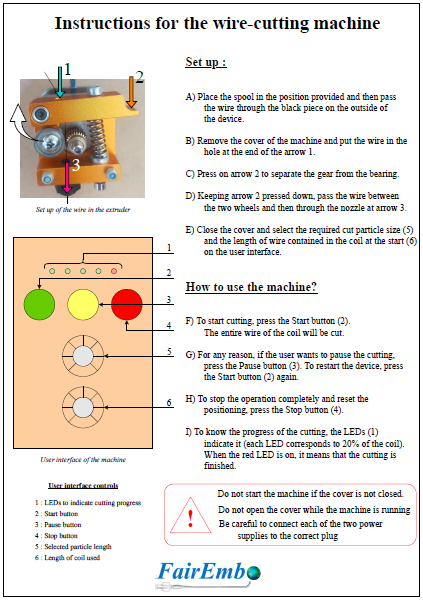 Instructions for the wire-cutting machine
1
2
3
Set up of the wire in the extruder
Set up :
A) Place the spool in the position provided and then pass
the wire through the black piece on the outside of
the device.
B) Remove the cover of the machine and put the wire in the
hole at the end of the arrow 1.
C) Press on arrow 2 to separate the gear from the bearing.
D) Keeping arrow 2 pressed down, pass the wire between
the two wheels and then through the nozzle at arrow 3.
E) Close the cover and select the required cut particle size (5)
and the length of wire contained in the coil at the start (6)
on the user interface.
1
2
3
4
5
6
User interface of the machine
How to use the machine?
F) To start cutting, press the Start button (2).
The entire wire of the coil will be cut.
G) For any reason, if the user wants to pause the cutting,
press the Pause button (3). To restart the device, press
the Start button (2) again.
H) To stop the operation completely and reset the
positioning, press the Stop button (4).
I) To know the progress of the cutting, the LEDs (1)
indicate it (each LED corresponds to 20% of the coil).
When the red LED is on, it means that the cutting is
finished.
User interface controls
1 : LEDs to indicate cutting progress
2 : Start button
3 : Pause button
4 : Stop button
5 : Selected particle length
6 : Length of coil used
!
Do not start the machine if the cover is not closed.
Do not open the cover while the machine is running
Be careful to connect each of the two power
supplies to the correct plug
FairEmbo